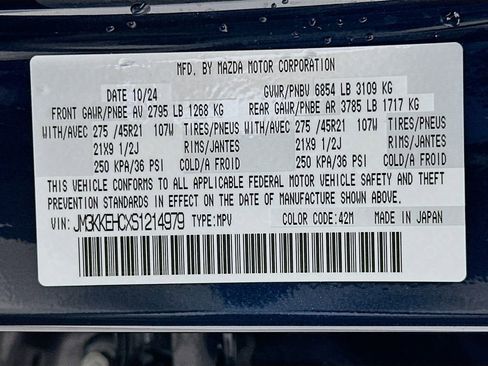 MFD. BY MAZDA MOTOR CORPORATION
DATE 10/24 GVWR/PNBV 6854 LB 3109 KG
FRONT GAWR/PNBE AV 2795 LB 1268 KG REAR GAWR/PNBE AR 3785 LB 1717 KG
WITH/AVEC 275 /45R21 107W TIRES/PNEUS WITH/AVEC 275 /45R21 107W TIRES/PNEUS
21X9 1/2J RIMS/JANTES 21X9 1/2J RIMS/JANTES
250 KPA/36 PSI COLD/A FROID 250 KPA/36 PSI COLD/A FROID
THIS VEHICLE CONFORMS TO ALL APPLICABLE FEDERAL MOTOR VEHICLE SAFETY AND THEFT
PREVENTION STANDARDS IN EFFECT ON THE DATE OF MANUFACTURE SHOWN ABOVE.
VIN: JM3KKEHCXS1214979 TYPE:MPV COLOR CODE:42M MADE IN JAPAN